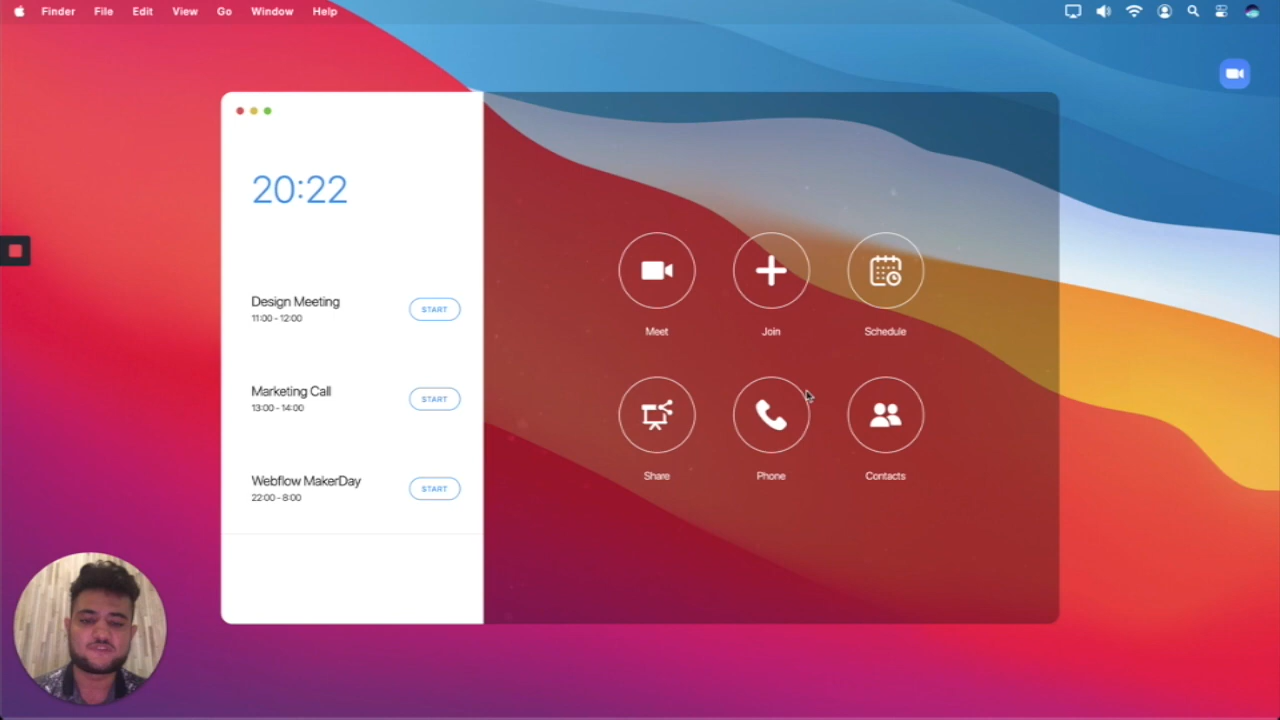 Finder File Edit View Go Window Help
20:22
Design Meeting
11:00 - 12:00
START
Marketing Call
13:00 - 14:00
START
Webflow MakerDay
22:00 - 8:00
START
Meet Join Schedule
Share Phone Contacts